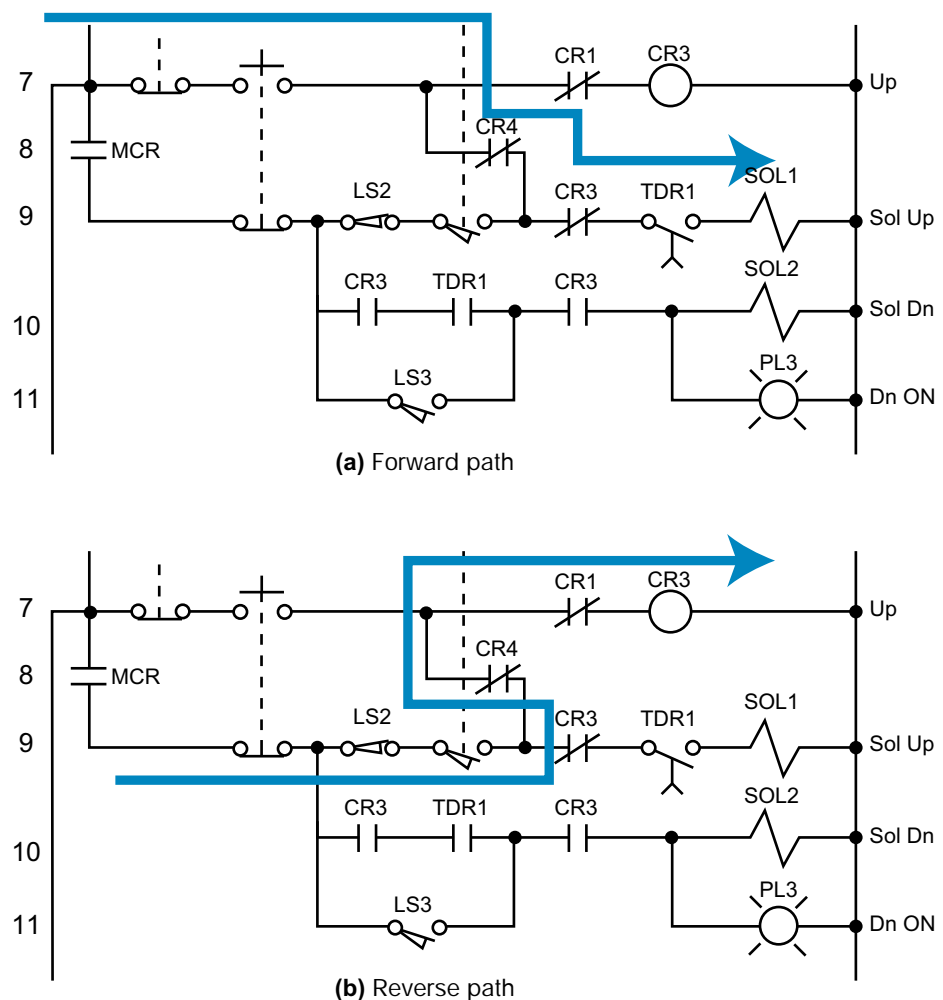 7
CR1
CR3
Up
8
MCR
CR4
9
LS2
CR3
TDR1
SOL1
Sol Up
10
CR3
TDR1
CR3
SOL2
Sol Dn
11
LS3
PL3
Dn ON
(a) Forward path
7
CR1
CR3
Up
8
MCR
CR4
9
LS2
CR3
TDR1
SOL1
Sol Up
10
CR3
TDR1
CR3
SOL2
Sol Dn
11
LS3
PL3
Dn ON
(b) Reverse path